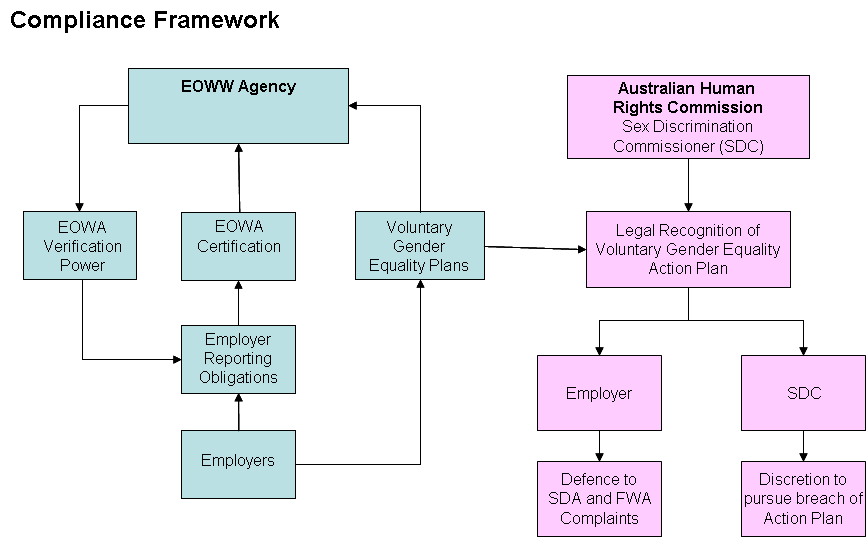 Compliance Framework
EOWW Agency
Australian Human
Rights Commission
Sex Discrimination
Commissioner (SDC)
EOWA
Verification
Power
EOWA
Certification
Voluntary
Gender
Equality Plans
Legal Recognition of
Voluntary Gender Equality
Action Plan
Employer
Reporting
Obligations
Employer
SDC
Employers
Defence to
SDA and FWA
Complaints
Discretion to
pursue breach of
Action Plan